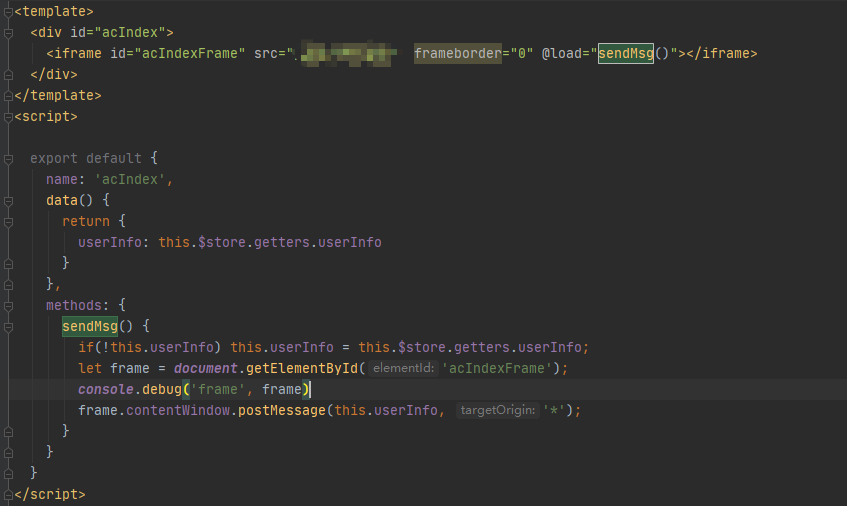 <template>
  <div id="acIndex">
    <iframe id="acIndexFrame" src=" frameborder="0" @load="sendMsg()"></iframe>
  </div>
</template>
<script>
  export default {
    name: 'acIndex',
    data() {
      return {
        userInfo: this.$store.getters.userInfo
      }
    },
    methods: {
      sendMsg() {
        if(!this.userInfo) this.userInfo = this.$store.getters.userInfo;
        let frame = document.getElementById( elementId: 'acIndexFrame');
        console.debug('frame', frame)
        frame.contentWindow.postMessage(this.userInfo, targetOrigin: '*');
      }
    }
  }
</script>